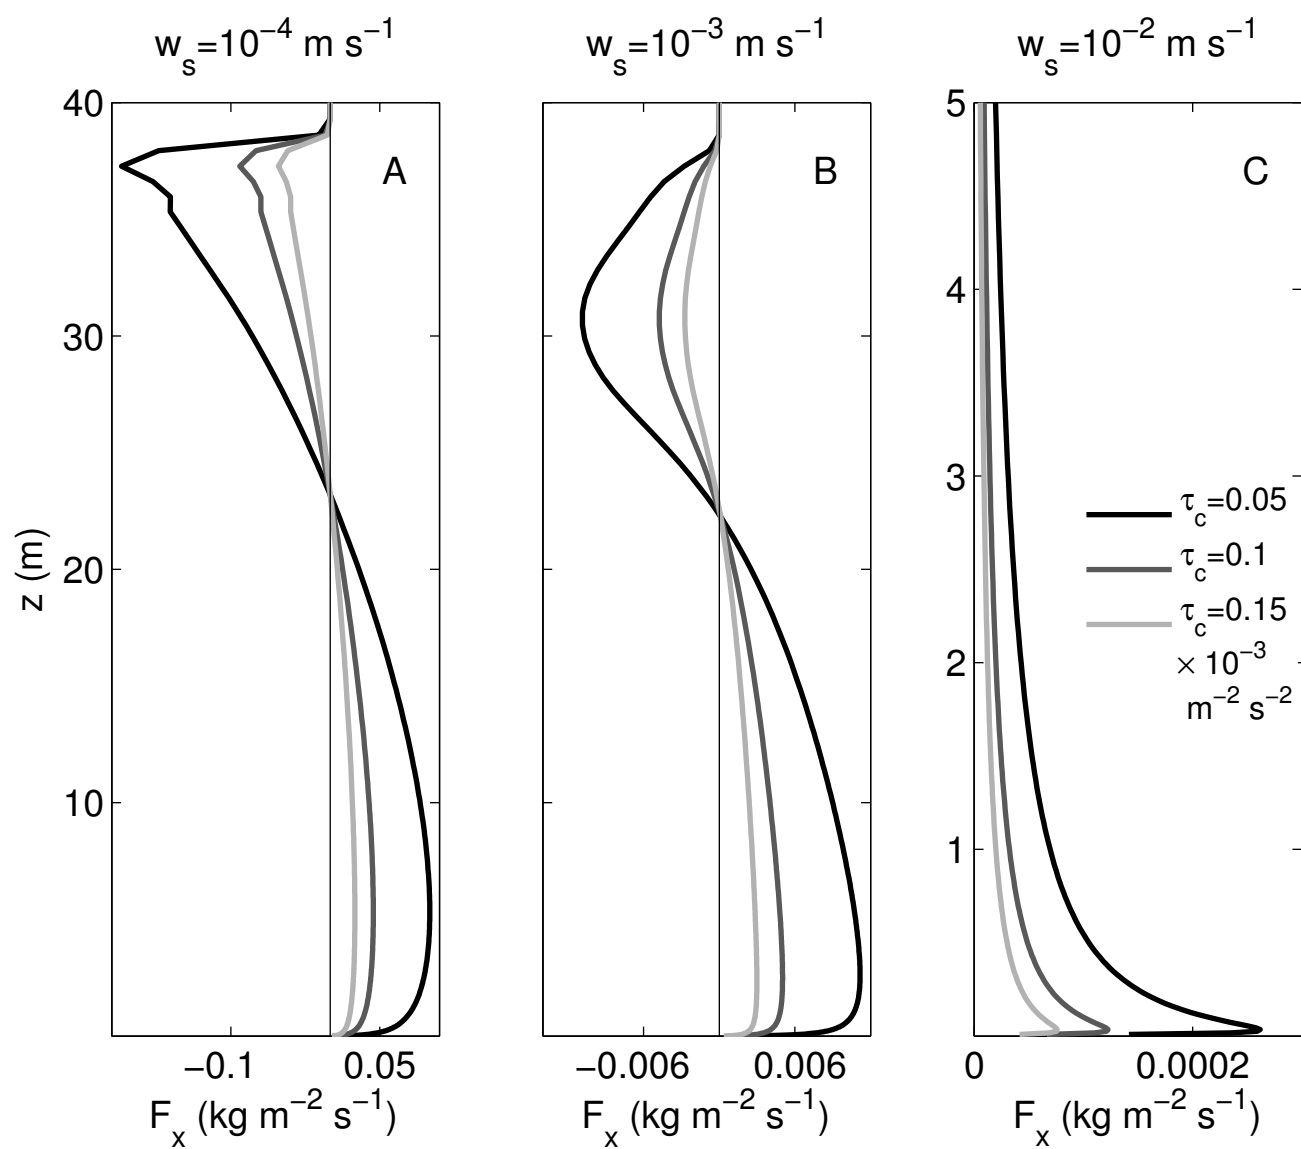 w_s=10^−4 m s^−1
w_s=10^−3 m s^−1
w_s=10^−2 m s^−1
A
B
C
z (m)
40
30
20
10
5
4
3
2
1
τ_c=0.05
τ_c=0.1
τ_c=0.15
× 10^−3
m^−2 s^−2
−0.1 0.05
−0.006 0.006
0 0.0002
F_x (kg m^−2 s^−1)
F_x (kg m^−2 s^−1)
F_x (kg m^−2 s^−1)